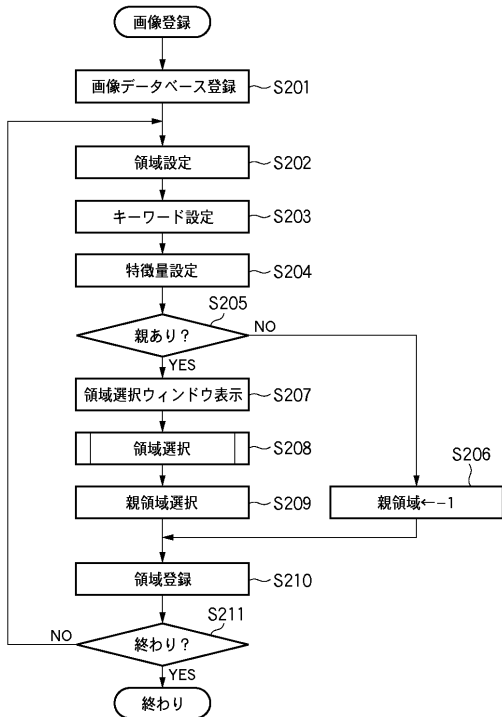 画像登録
画像データベース登録 S201
領域設定 S202
キーワード設定 S203
特徴量設定 S204
S205
親あり? NO
YES
領域選択ウィンドウ表示 S207
領域選択 S208
S206
親領域選択 S209 親領域←-1
領域登録 S210
S211
NO 終わり?
YES
終わり